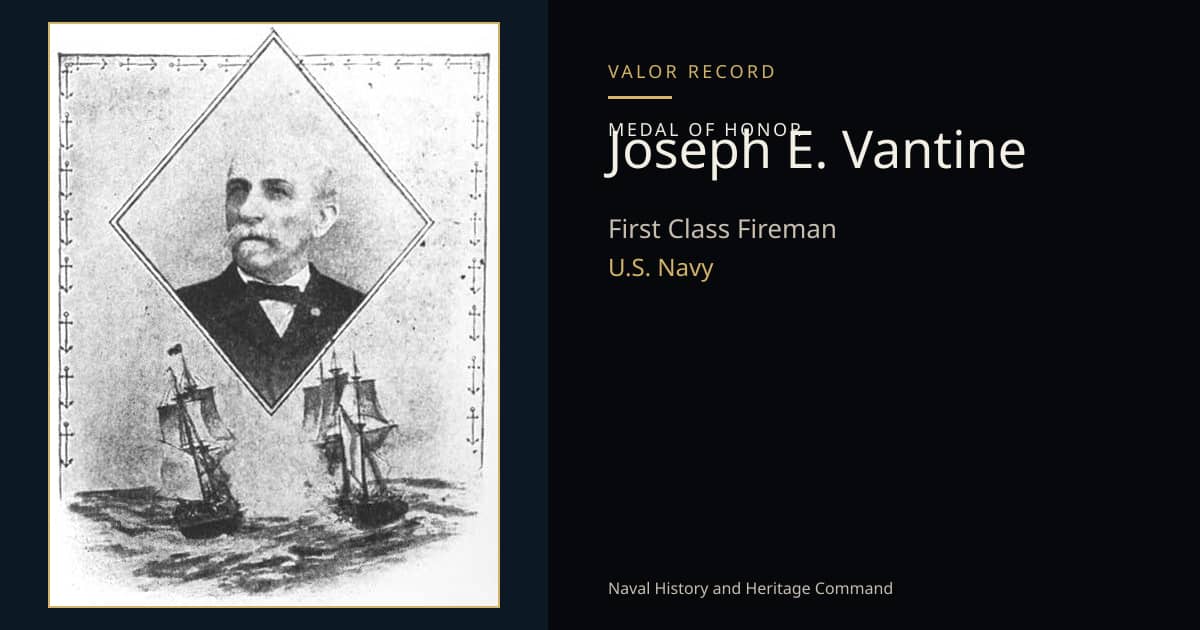 VALOR RECORD
MEDAL OF HONOR
Joseph E. Vantine
First Class Fireman
U.S. Navy
Naval History and Heritage Command